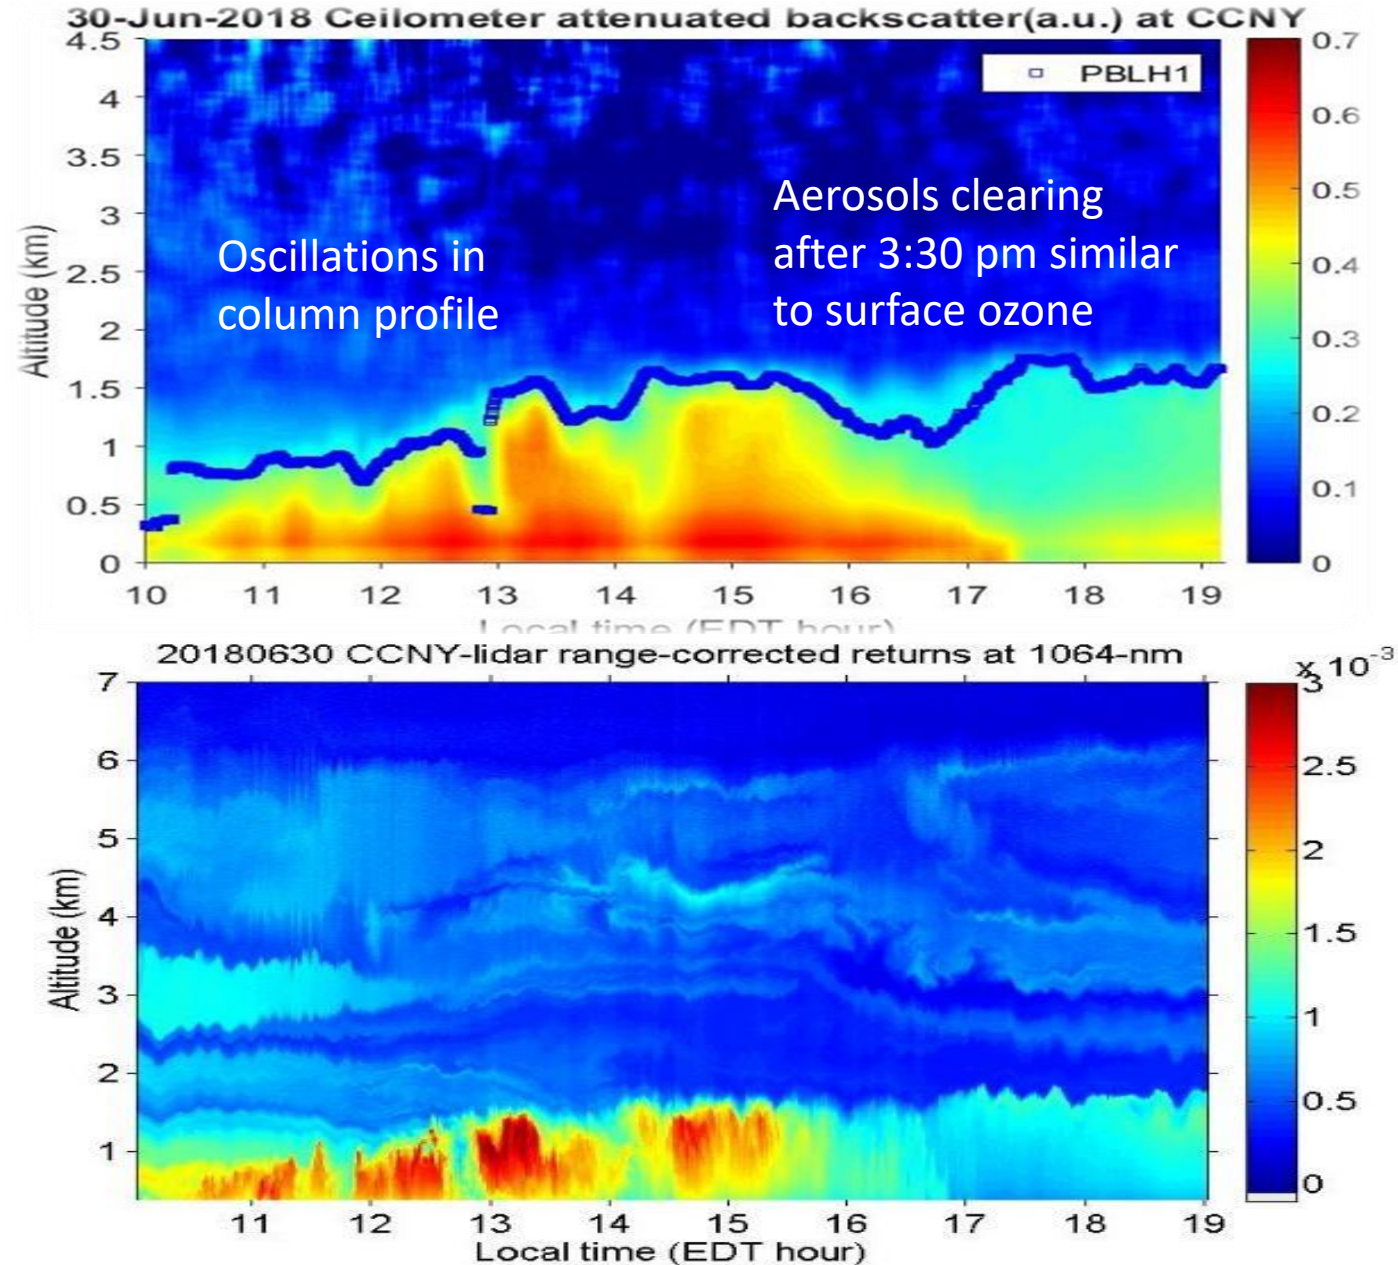 30-Jun-2018 Ceilometer attenuated backscatter(a.u.) at CCNY
4.5
4
3.5
3
2.5
2
1.5
1
0.5
0
Altitude (km)
PBLH1
Oscillations in
column profile
Aerosols clearing
after 3:30 pm similar
to surface ozone
0.7
0.6
0.5
0.4
0.3
0.2
0.1
0
10 11 12 13 14 15 16 17 18 19
Local time (EDT hour)
20180630 CCNY-lidar range-corrected returns at 1064-nm
x 10-3
7
6
5
4
3
2
1
Altitude (km)
3
2.5
2
1.5
1
0.5
0
11 12 13 14 15 16 17 18 19
Local time (EDT hour)